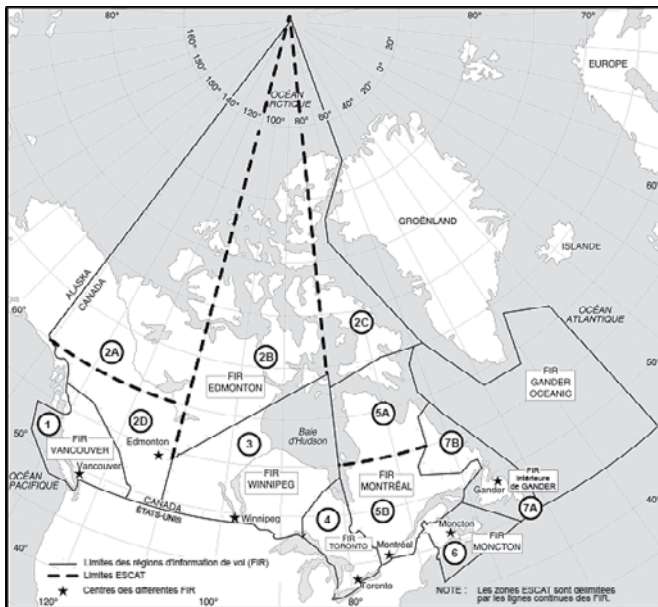 80°
80°
160°
160°
140°
120°
100°
80°
60°
40°
20°
0°
20°
EUROPE
OCÉAN
ARCTIQUE
60°
GROËNLAND
ISLANDE
ALASKA
CANADA
60°
OCÉAN
ATLANTIQUE
2A
2B
2C
FIR
EDMONTON
FIR
GANDER
OCEANIC
50°
50°
1
2D
Edmonton
3
Baie
d'Hudson
5A
7B
FIR
VANCOUVER
Vancouver
FIR
WINNIPEG
FIR
MONTRÉAL
Gander
FIR
Intérieure
de GANDER
7A
OCÉAN
PACIFIQUE
CANADA
ÉTATS-UNIS
Winnipeg
4
5B
FIR
TORONTO
Montréal
Moncton
6
FIR
MONCTON
40°
40°
Toronto
Limites des régions d'information de vol (FIR)
Limites ESCAT
Centres des différentes FIR
NOTE : Les zones ESCAT sont délimitées
par les lignes continues des FIR.
120°
100°
80°